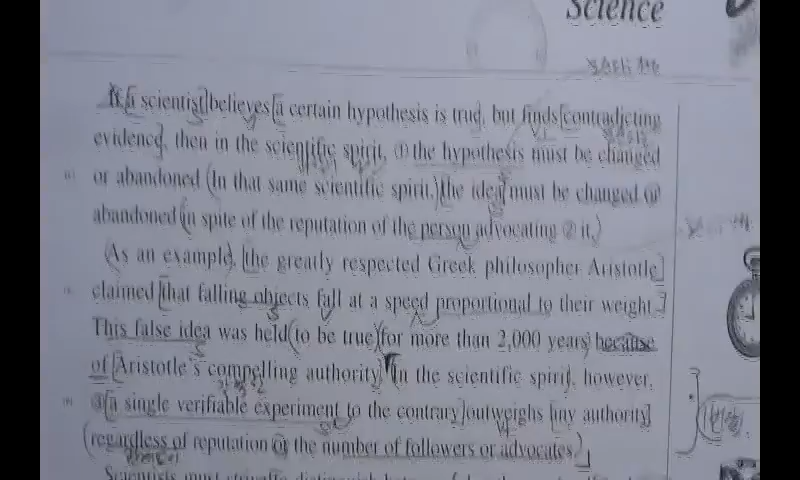 Science
If a scientist believes a certain hypothesis is true, but finds contradicting
evidence, then in the scientific spirit, ① the hypothesis must be changed
or abandoned (In that same scientific spirit,) the idea must be changed or
abandoned in spite of the reputation of the person advocating ② it.
As an example, the greatly respected Greek philosopher Aristotle
claimed that falling objects fall at a speed proportional to their weight.
This false idea was held (to be true) for more than 2,000 years because
of Aristotle's compelling authority. In the scientific spirit, however,
③ a single verifiable experiment to the contrary outweighs any authority
(regardless of reputation or the number of followers or advocates.)
Scientists must